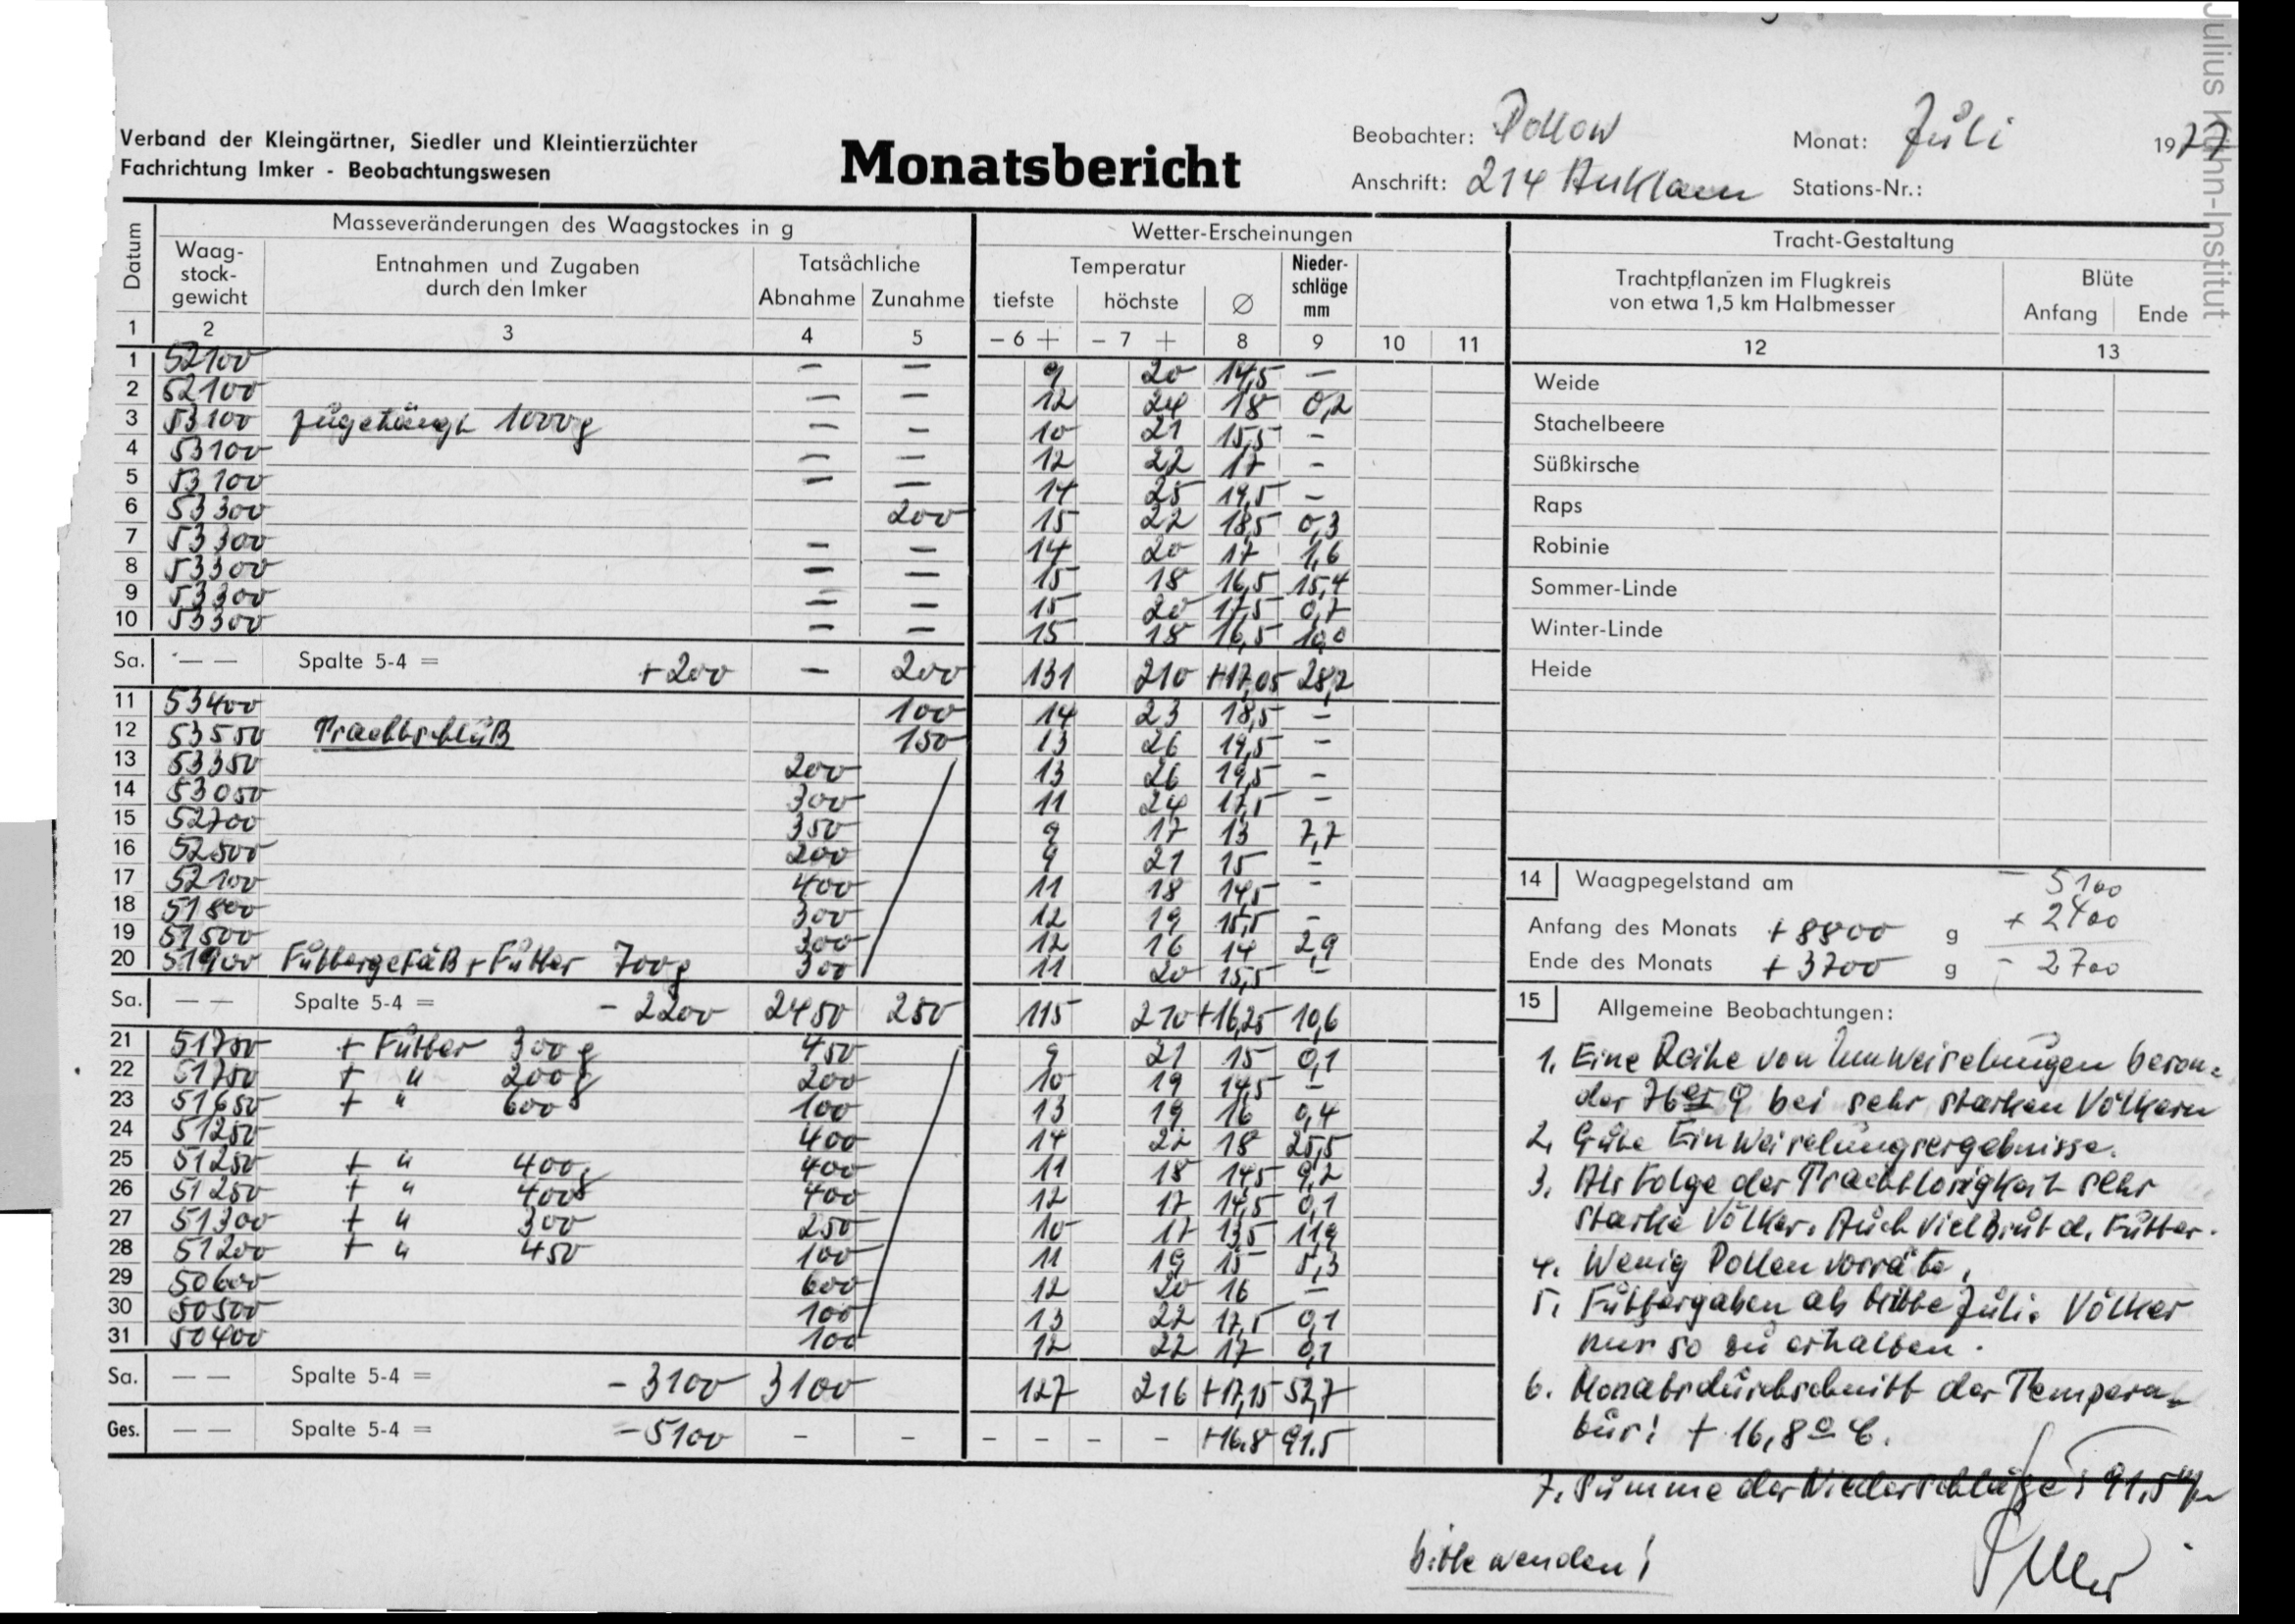 Julius Kühn-Institut
Verband der Kleingärtner, Siedler und Kleintierzüchter
Fachrichtung Imker - Beobachtungswesen
Monatsbericht
Beobachter: Pollow
Monat: Juli 1977
Anschrift: 214 Anklam
Stations-Nr.:
Datum
Masseveränderungen des Waagstockes in g
Wetter-Erscheinungen
Tracht-Gestaltung
Waag-stock-gewicht
Entnahmen und Zugaben durch den Imker
Tatsächliche
Abnahme Zunahme
Temperatur
tiefste höchste ∅
Nieder-schläge mm
Trachtpflanzen im Flugkreis von etwa 1,5 km Halbmesser
Blüte
Anfang Ende
1 2 3 4 5 - 6 + - 7 + 8 9 10 11 12 13
1 52100 — — 9 20 14,5 —
2 52100 — — 12 24 18 0,2
3 53100 zugehängt 1000g — — 10 21 15,5 —
4 53100 — — 12 22 17 —
5 53100 — — 14 25 19,5 —
6 53300 200 15 22 18,5 0,3
7 53300 — — 14 20 17 1,6
8 53300 — — 15 18 16,5 15,4
9 53300 — — 15 20 17,5 0,7
10 53300 — — 15 18 16,5 10,0
Sa. — — Spalte 5-4 = +200 — 200 131 210 +17,05 28,2
11 53400 100 14 23 18,5 —
12 53550 Trachtschluß 150 13 26 19,5 —
13 53350 200 13 26 19,5 —
14 53050 300 11 24 17,5 —
15 52700 350 9 17 13 7,7
16 52500 200 9 21 15 —
17 52100 400 11 18 14,5 —
18 51800 300 12 19 15,5 —
19 51500 300 12 16 14 2,9
20 51900 Futtergefäß + Futter 700g 300 11 20 15,5 —
Sa. — — Spalte 5-4 = - 2200 2450 250 115 210 +16,25 10,6
21 51750 + Futter 300 g 450 9 21 15 0,1
22 51750 + " 200g 200 10 19 14,5 —
23 51650 + " 600 100 13 19 16 0,4
24 51250 400 14 22 18 25,5
25 51250 + " 400g 400 11 18 14,5 9,2
26 51250 + " 400g 400 12 17 14,5 0,1
27 51300 + " 300 250 10 17 13,5 11,9
28 51200 + " 450 100 11 19 15 5,3
29 50600 600 12 20 16 —
30 50500 100 13 22 17,5 0,1
31 50400 100 12 22 17 0,1
Sa. — — Spalte 5-4 = - 3100 3100 127 216 +17,15 52,7
Ges. — — Spalte 5-4 = - 5100 - - - - - - +16.8 91.5
Weide
Stachelbeere
Süßkirsche
Raps
Robinie
Sommer-Linde
Winter-Linde
Heide
14 Waagpegelstand am
- 5100
Anfang des Monats +8800 g + 2400
Ende des Monats +3700 g - 2700
15 Allgemeine Beobachtungen:
1. Eine Reihe von Umweiselungen beson-
der 76er ♀ bei sehr starken Völkern
2. Gute Einweiselungsergebnisse.
3. Als Folge der Trachtlosigkeit sehr
starke Völker. Auch viel Brut d. Futter.
4. Wenig Pollenvorräte.
5. Futtergaben ab Mitte Juli. Völker
nur so zu erhalten.
6. Monatsdurchschnitt der Tempera-
tur: + 16,8° C.
7. Summe der Niederschläge: 91,5
bitte wenden!